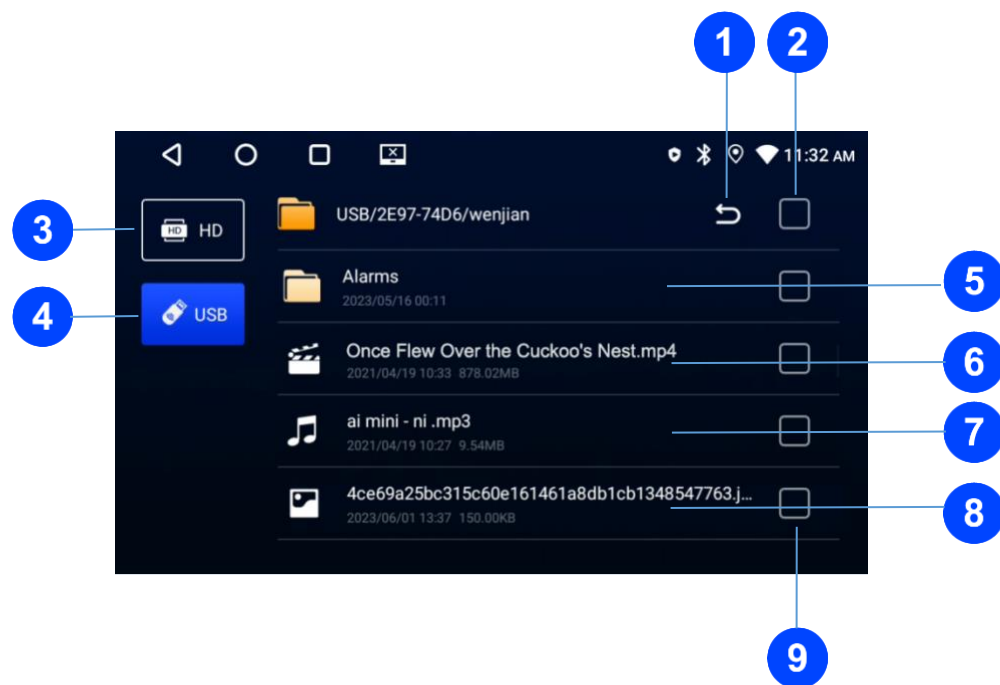 1 2
11:32 AM
3
HD HD
USB/2E97-74D6/wenjian
4
USB
Alarms
2023/05/16 00:11
5
Once Flew Over the Cuckoo's Nest.mp4
2021/04/19 10:33 878.02MB
6
ai mini - ni .mp3
2021/04/19 10:27 9.54MB
7
4ce69a25bc315c60e161461a8db1cb1348547763.j...
2023/06/01 13:37 150.00KB
8
9